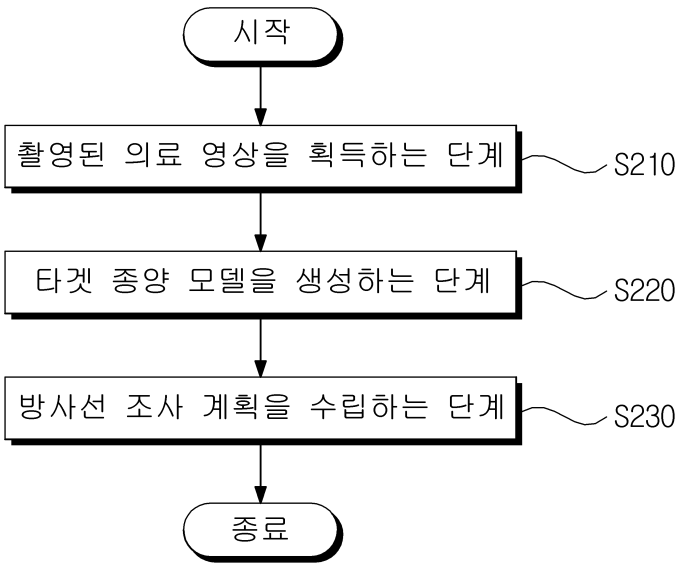 시작
촬영된 의료 영상을 획득하는 단계 S210
타겟 종양 모델을 생성하는 단계 S220
방사선 조사 계획을 수립하는 단계 S230
종료